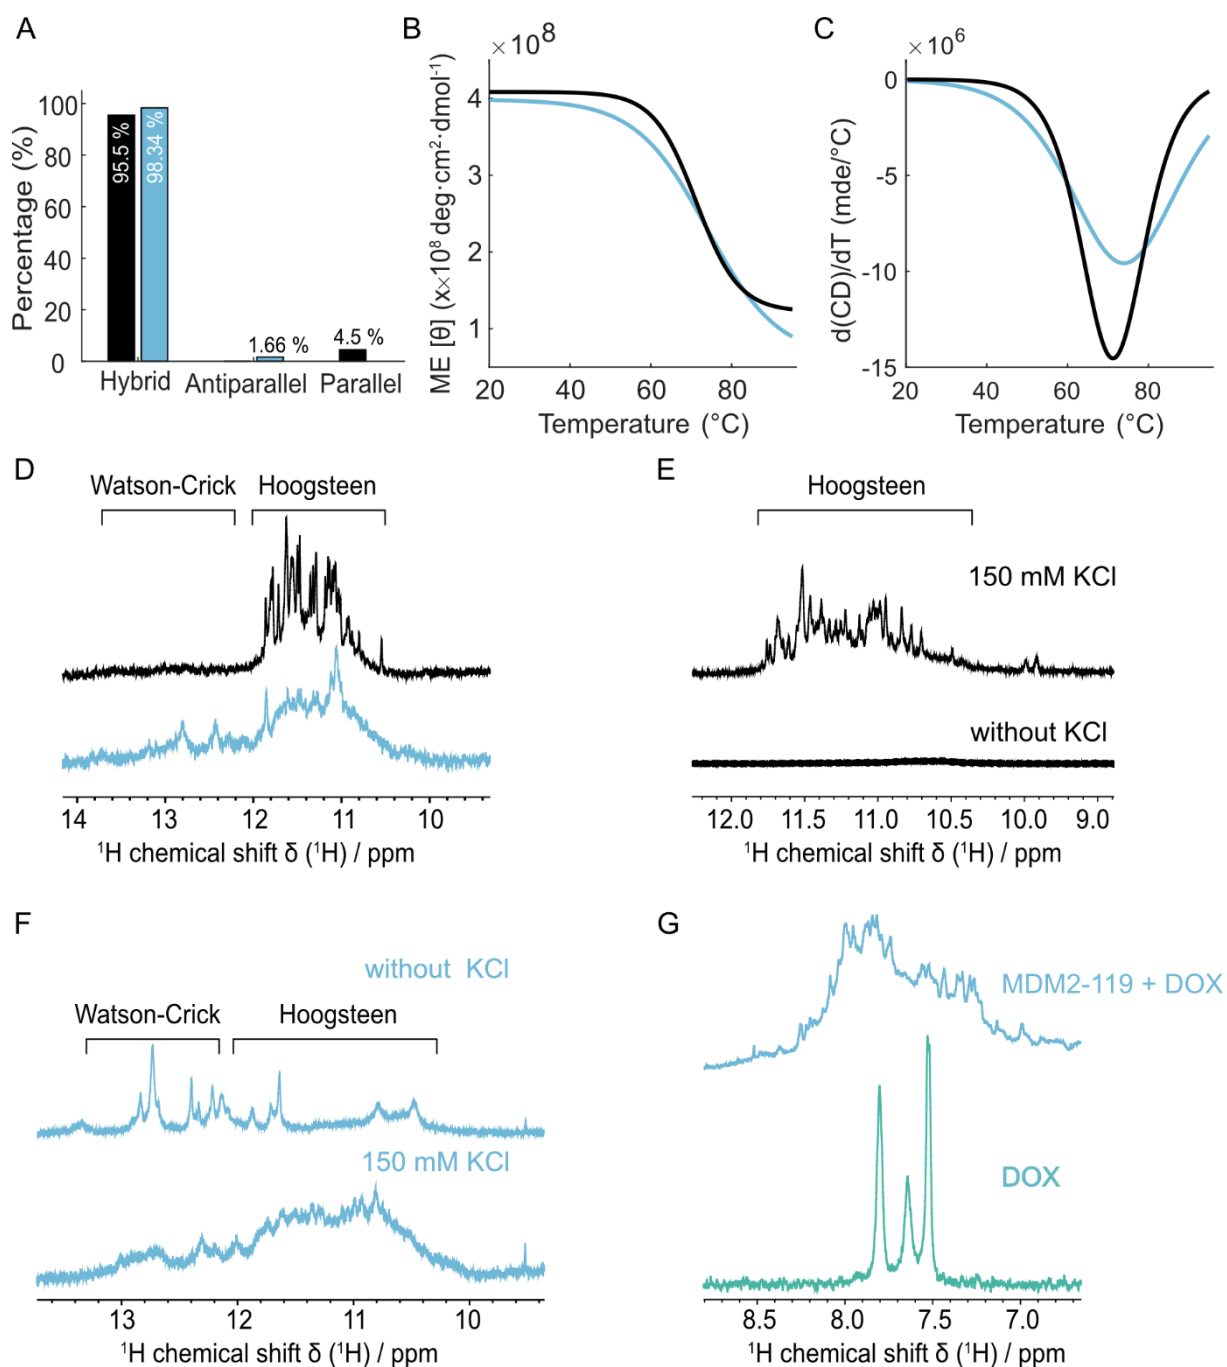 A
Percentage (%)
100
80
60
40
20
0
95.5 %
98.34 %
1.66 %
4.5 %
Hybrid
Antiparallel
Parallel
B
×10⁸
ME [θ] (x×10⁸ deg·cm²·dmol⁻¹)
4
3
2
1
20 40 60 80
Temperature (°C)
C
×10⁶
d(CD)/dT (mde/°C)
0
-5
-10
-15
20 40 60 80
Temperature (°C)
D
Watson-Crick
Hoogsteen
14 13 12 11 10
¹H chemical shift δ (¹H) / ppm
E
Hoogsteen
150 mM KCl
without KCl
12.0 11.5 11.0 10.5 10.0 9.0
¹H chemical shift δ (¹H) / ppm
F
without KCl
Watson-Crick
Hoogsteen
150 mM KCl
13 12 11 10
¹H chemical shift δ (¹H) / ppm
G
MDM2-119 + DOX
DOX
8.5 8.0 7.5 7.0
¹H chemical shift δ (¹H) / ppm